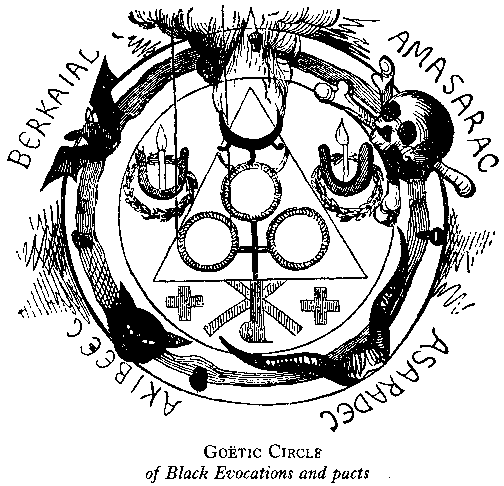 BERKAIAL
AMASARAC
AKIBEEC
ASARADEC
GOËTIC CIRCLE
of Black Evocations and pacts